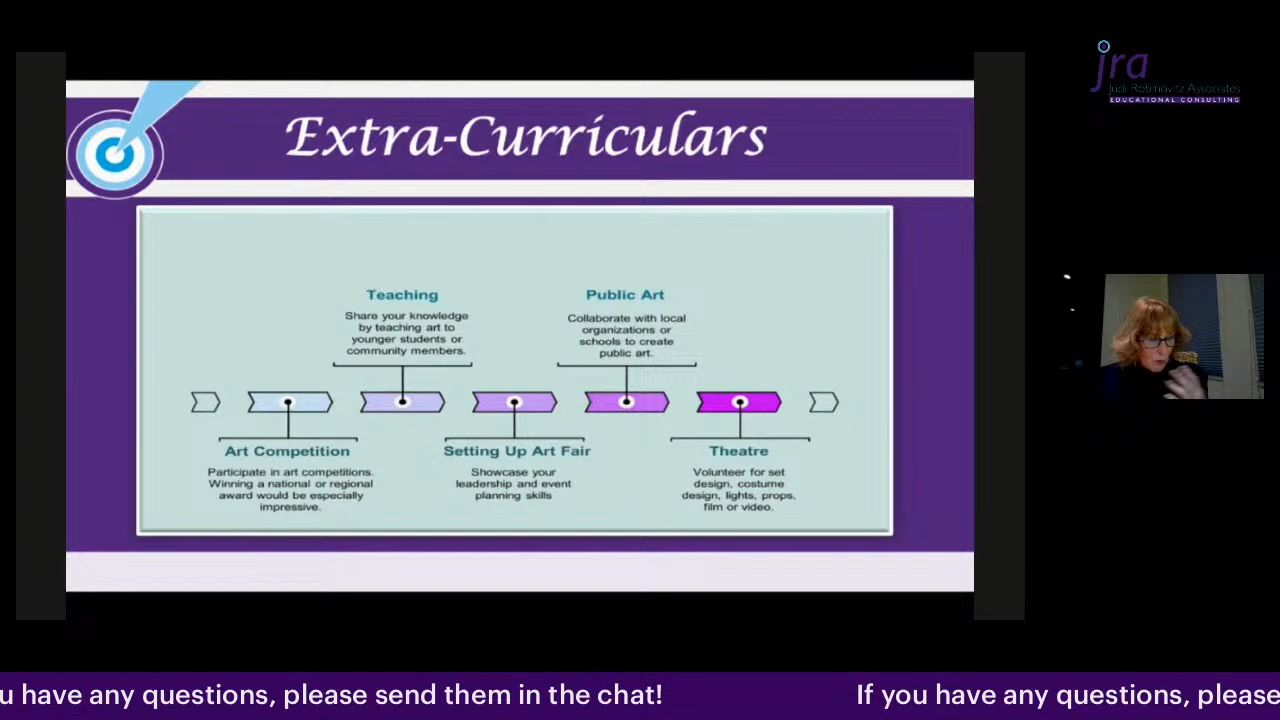 jra
Judi Robinovitz Associates
EDUCATIONAL CONSULTING
Extra-Curriculars
Teaching
Share your knowledge
by teaching art to
younger students or
community members.
Public Art
Collaborate with local
organizations or
schools to create
public art.
Art Competition
Participate in art competitions.
Winning a national or regional
award would be especially
impressive.
Setting Up Art Fair
Showcase your
leadership and event
planning skills
Theatre
Volunteer for set
design, costume
design, lights, props,
film or video.
u have any questions, please send them in the chat!
If you have any questions, please